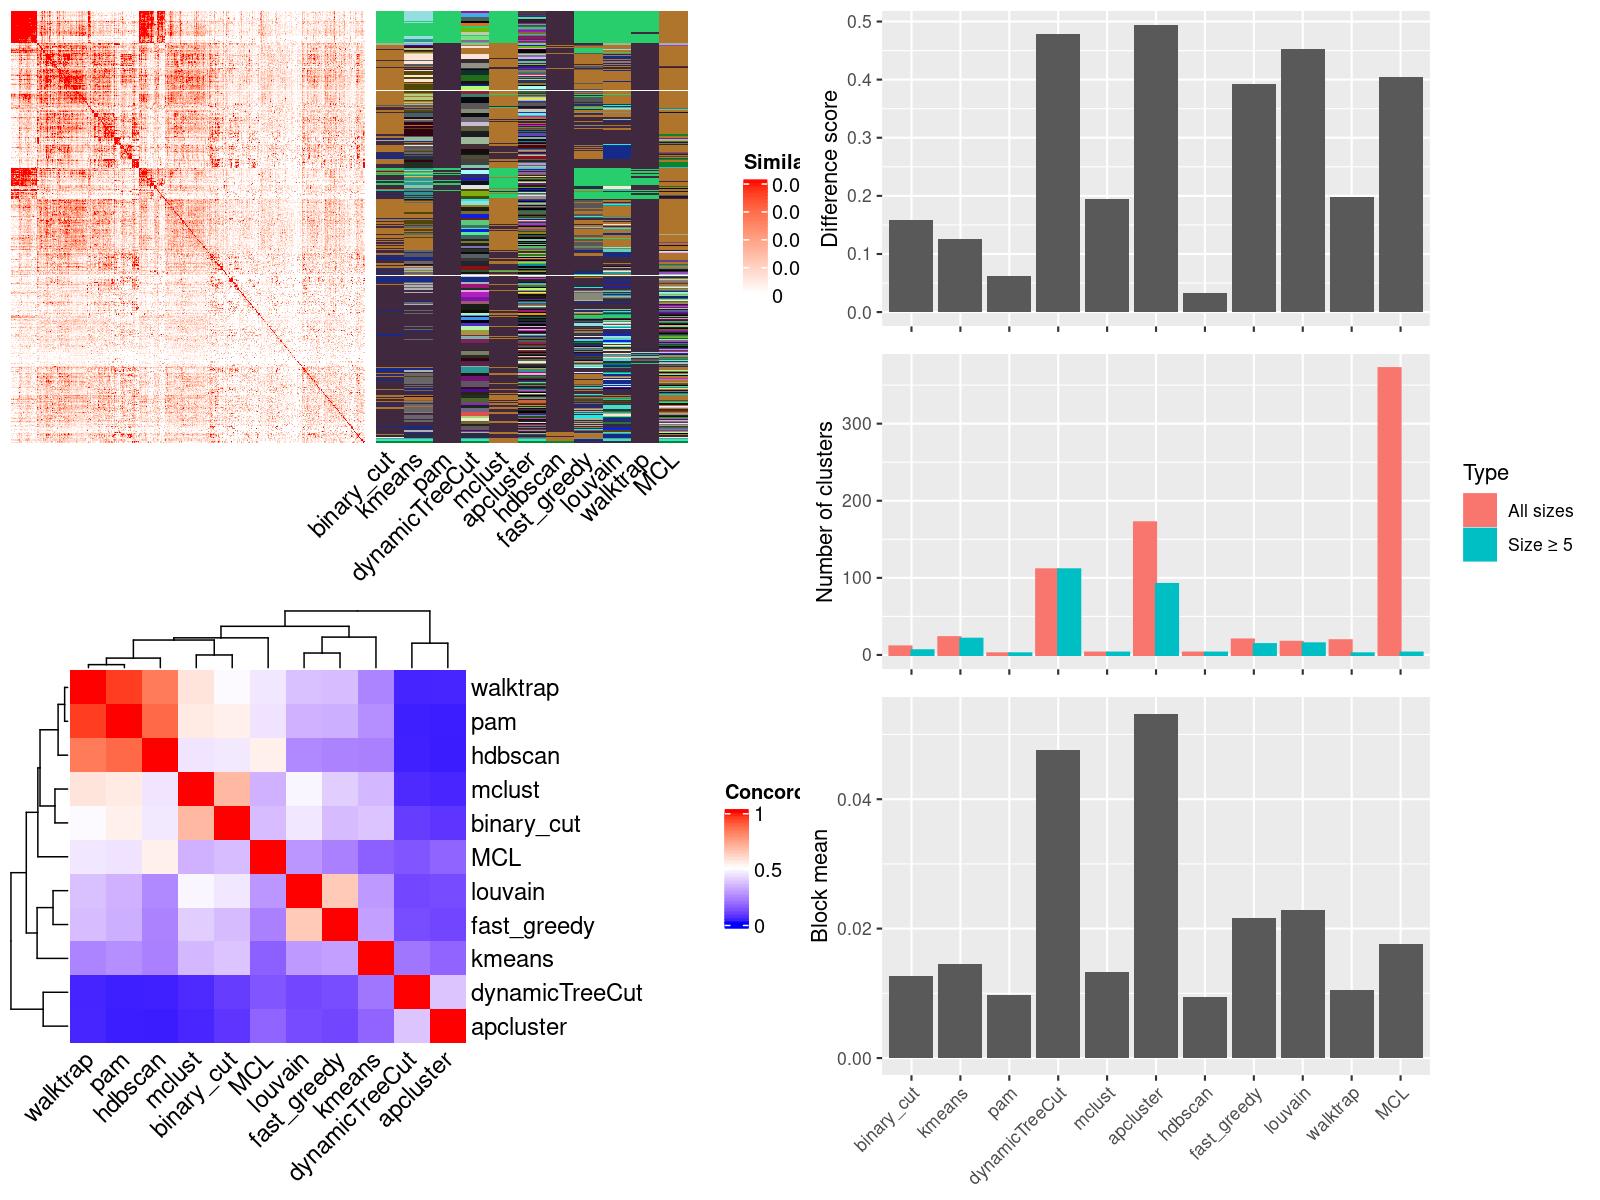 Simila
0.0
0.0
0.0
0.0
0
binary_cut
kmeans
pam
dynamicTreeCut
mclust
apcluster
hdbscan
fast_greedy
louvain
walktrap
MCL
walktrap
pam
hdbscan
mclust
binary_cut
MCL
louvain
fast_greedy
kmeans
dynamicTreeCut
apcluster
walktrap
pam
hdbscan
mclust
binary_cut
MCL
louvain
fast_greedy
kmeans
dynamicTreeCut
apcluster
Concord
1
0.5
0
Difference score
0.5
0.4
0.3
0.2
0.1
0.0
Number of clusters
300
200
100
0
Type
All sizes
Size ≥ 5
Block mean
0.04
0.02
0.00
binary_cut
kmeans
pam
dynamicTreeCut
mclust
apcluster
hdbscan
fast_greedy
louvain
walktrap
MCL